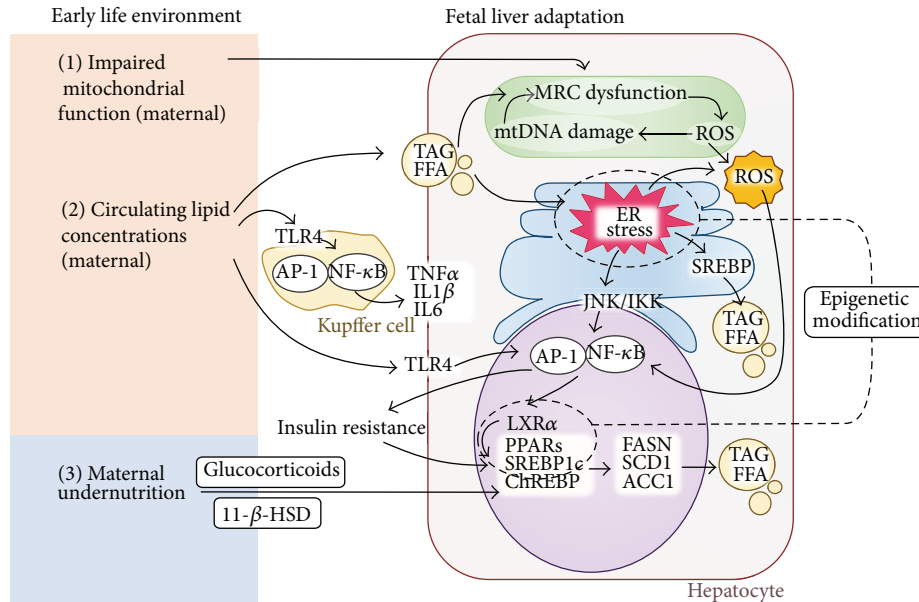 Early life environment
Fetal liver adaptation
(1) Impaired
mitochondrial
function (maternal)
MRC dysfunction
mtDNA damage
ROS
TAG
FFA
ROS
(2) Circulating lipid
concentrations
(maternal)
TLR4
AP-1
NF-κB
Kupffer cell
TNFα
IL1β
IL6
ER
stress
SREBP
JNK/IKK
TAG
FFA
Epigenetic
modification
TLR4
AP-1
NF-κB
Insulin resistance
LXRα
PPARs
SREBP1c
ChREBP
FASN
SCD1
ACC1
TAG
FFA
(3) Maternal
undernutrition
Glucocorticoids
11-β-HSD
Hepatocyte